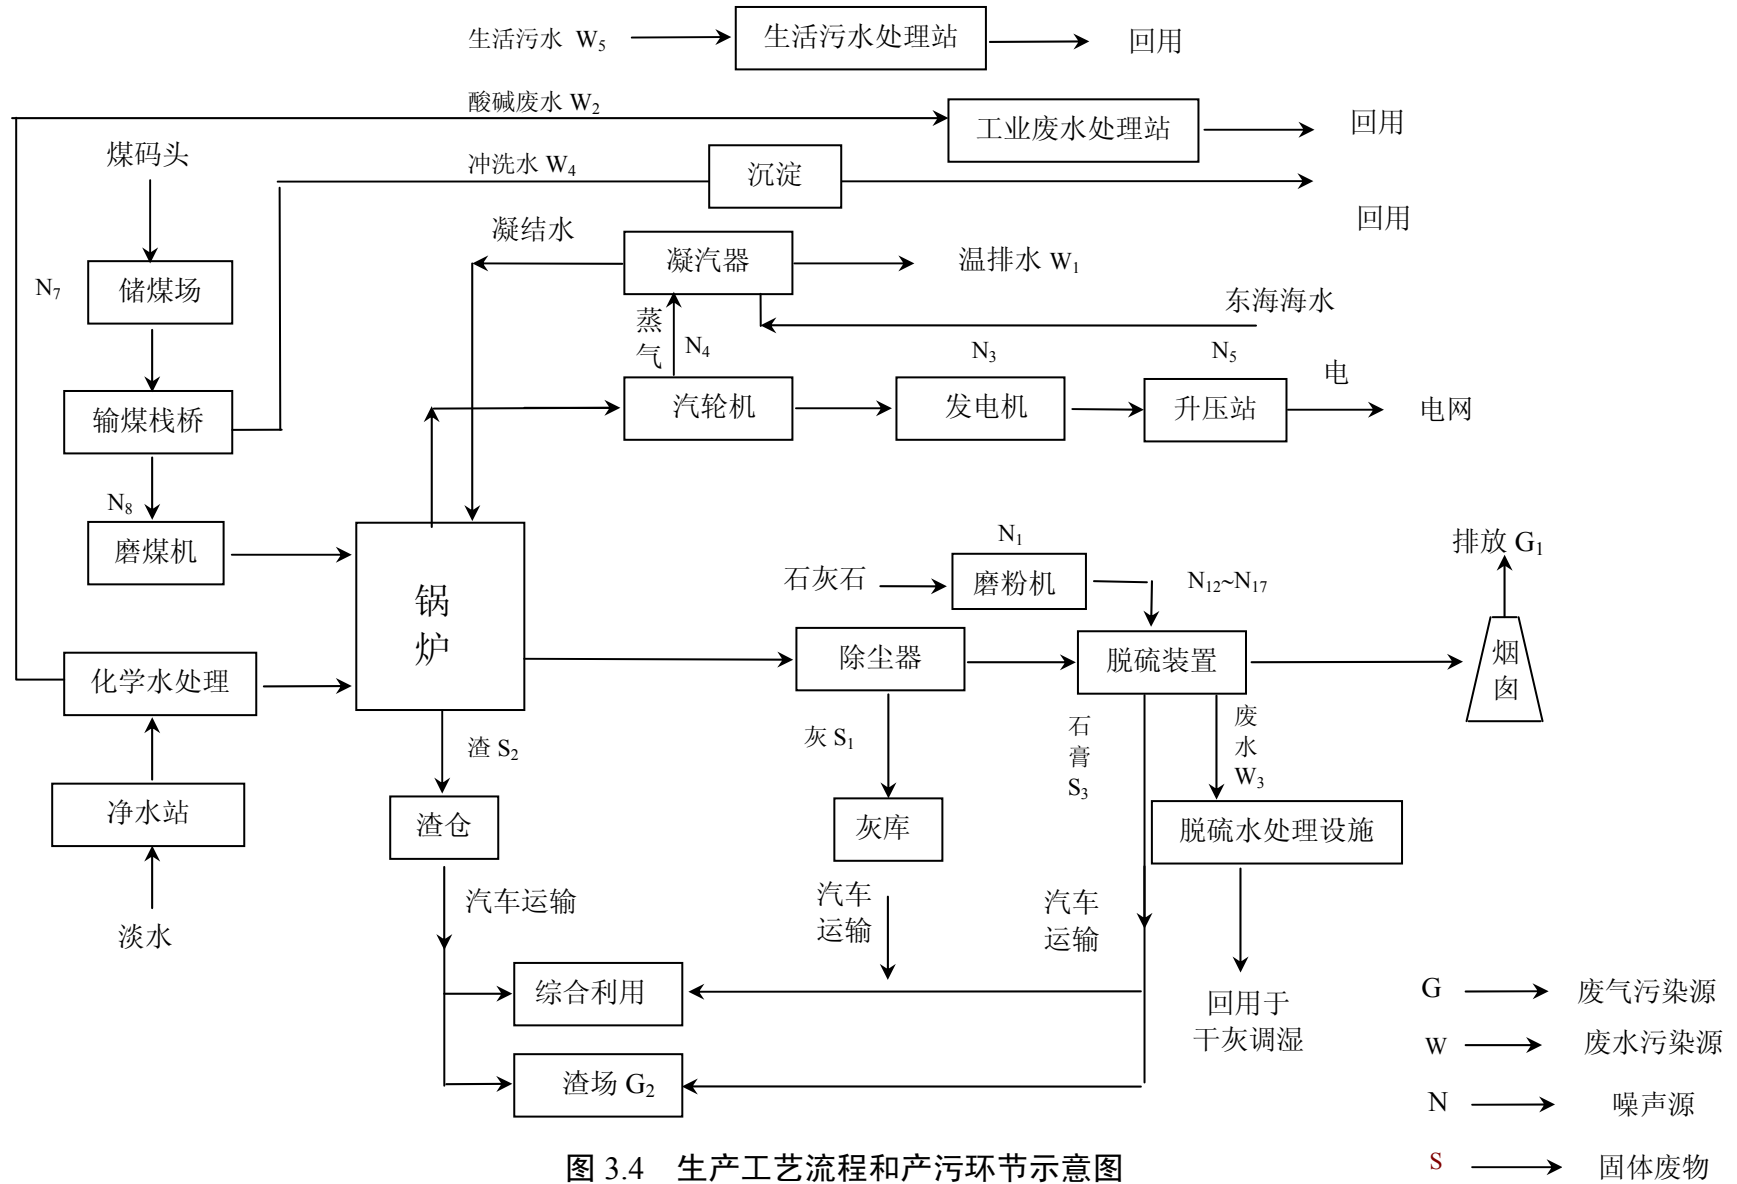 生活污水 W₅
生活污水处理站
回用
酸碱废水 W₂
工业废水处理站
回用
煤码头
冲洗水 W₄
沉淀
回用
凝结水
凝汽器
温排水 W₁
N₇
储煤场
东海海水
蒸
气
N₄
N₃
N₅
电
输煤栈桥
汽轮机
发电机
升压站
电网
N₈
磨煤机
锅
炉
N₁
石灰石
磨粉机
N₁₂~N₁₇
排放 G₁
化学水处理
除尘器
脱硫装置
烟
囱
渣 S₂
灰 S₁
石
膏
S₃
废
水
W₃
净水站
渣仓
灰库
脱硫水处理设施
淡水
汽车运输
汽车
运输
汽车
运输
综合利用
回用于
干灰调湿
渣场 G₂
G
废气污染源
W
废水污染源
N
噪声源
S
固体废物
图 3.4 生产工艺流程和产污环节示意图